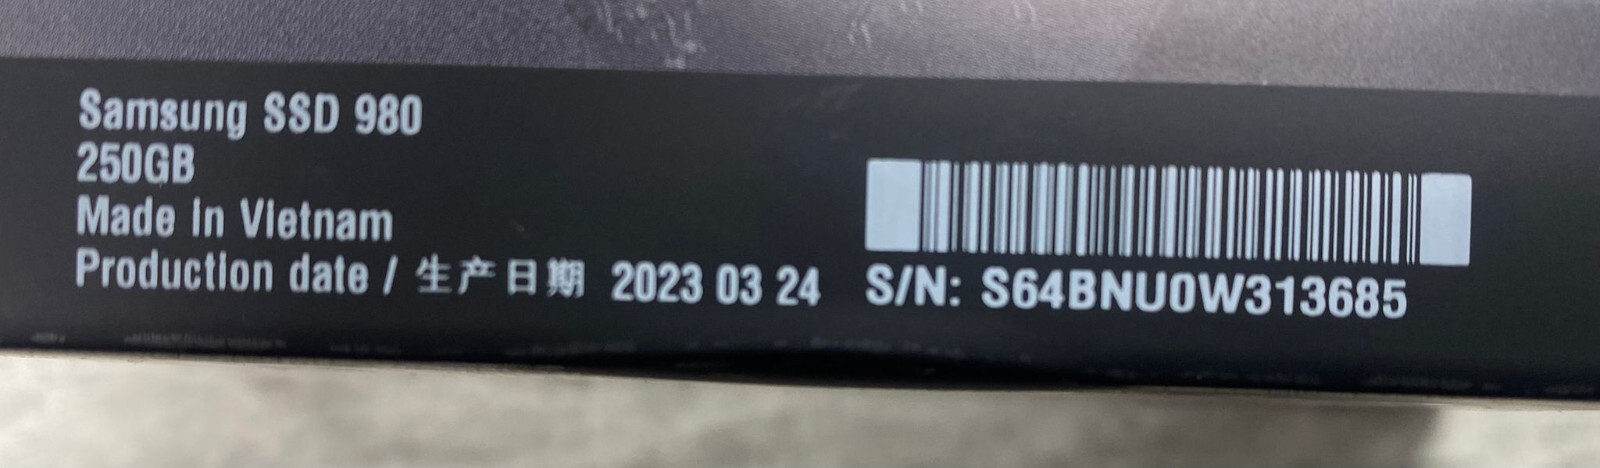 Samsung SSD 980
250GB
Made in Vietnam
Production date / 生产日期 2023 03 24
S/N: S64BNU0W313685